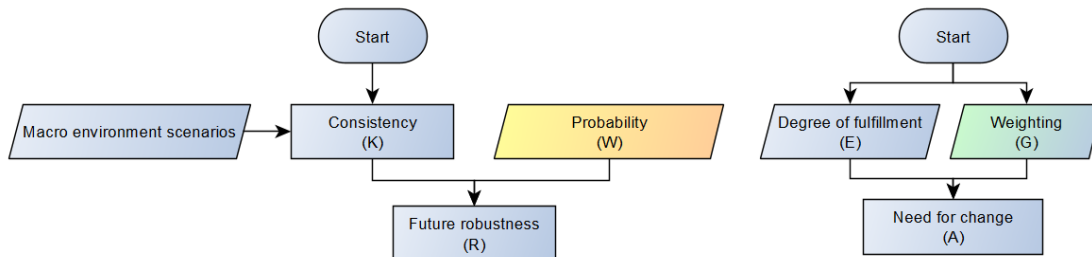 Start
Start
Macro environment scenarios
Consistency
(K)
Probability
(W)
Degree of fulfillment
(E)
Weighting
(G)
Future robustness
(R)
Need for change
(A)